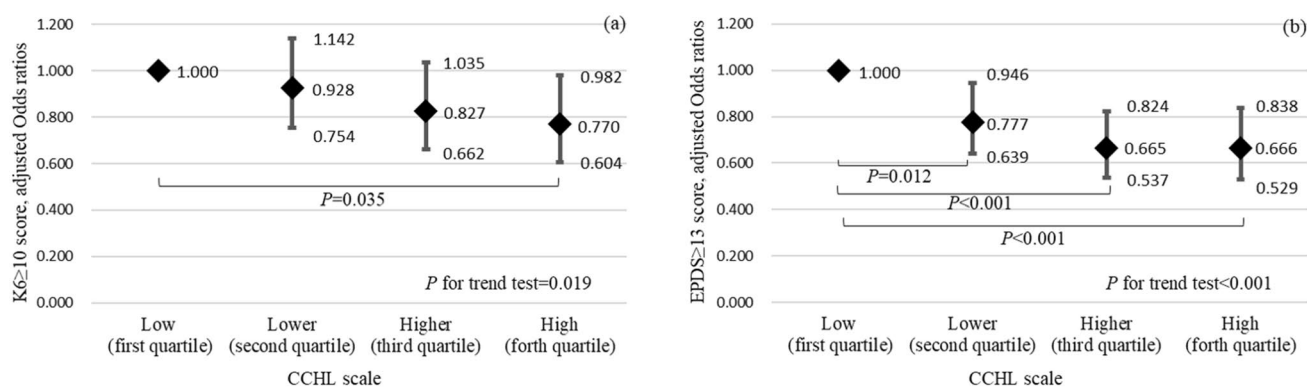 (a)
K6≥10 score, adjusted Odds ratios
1.200
1.000
0.800
0.600
0.400
0.200
0.000
1.000
1.142
0.928
0.754
1.035
0.827
0.662
0.982
0.770
0.604
P=0.035
P for trend test=0.019
Low
(first quartile)
Lower
(second quartile)
Higher
(third quartile)
High
(forth quartile)
CCHL scale
(b)
EPDS≥13 score, adjusted Odds ratios
1.200
1.000
0.800
0.600
0.400
0.200
0.000
1.000
0.946
0.777
0.639
0.824
0.665
0.537
0.838
0.666
0.529
P=0.012
P<0.001
P<0.001
P for trend test<0.001
Low
(first quartile)
Lower
(second quartile)
Higher
(third quartile)
High
(forth quartile)
CCHL scale